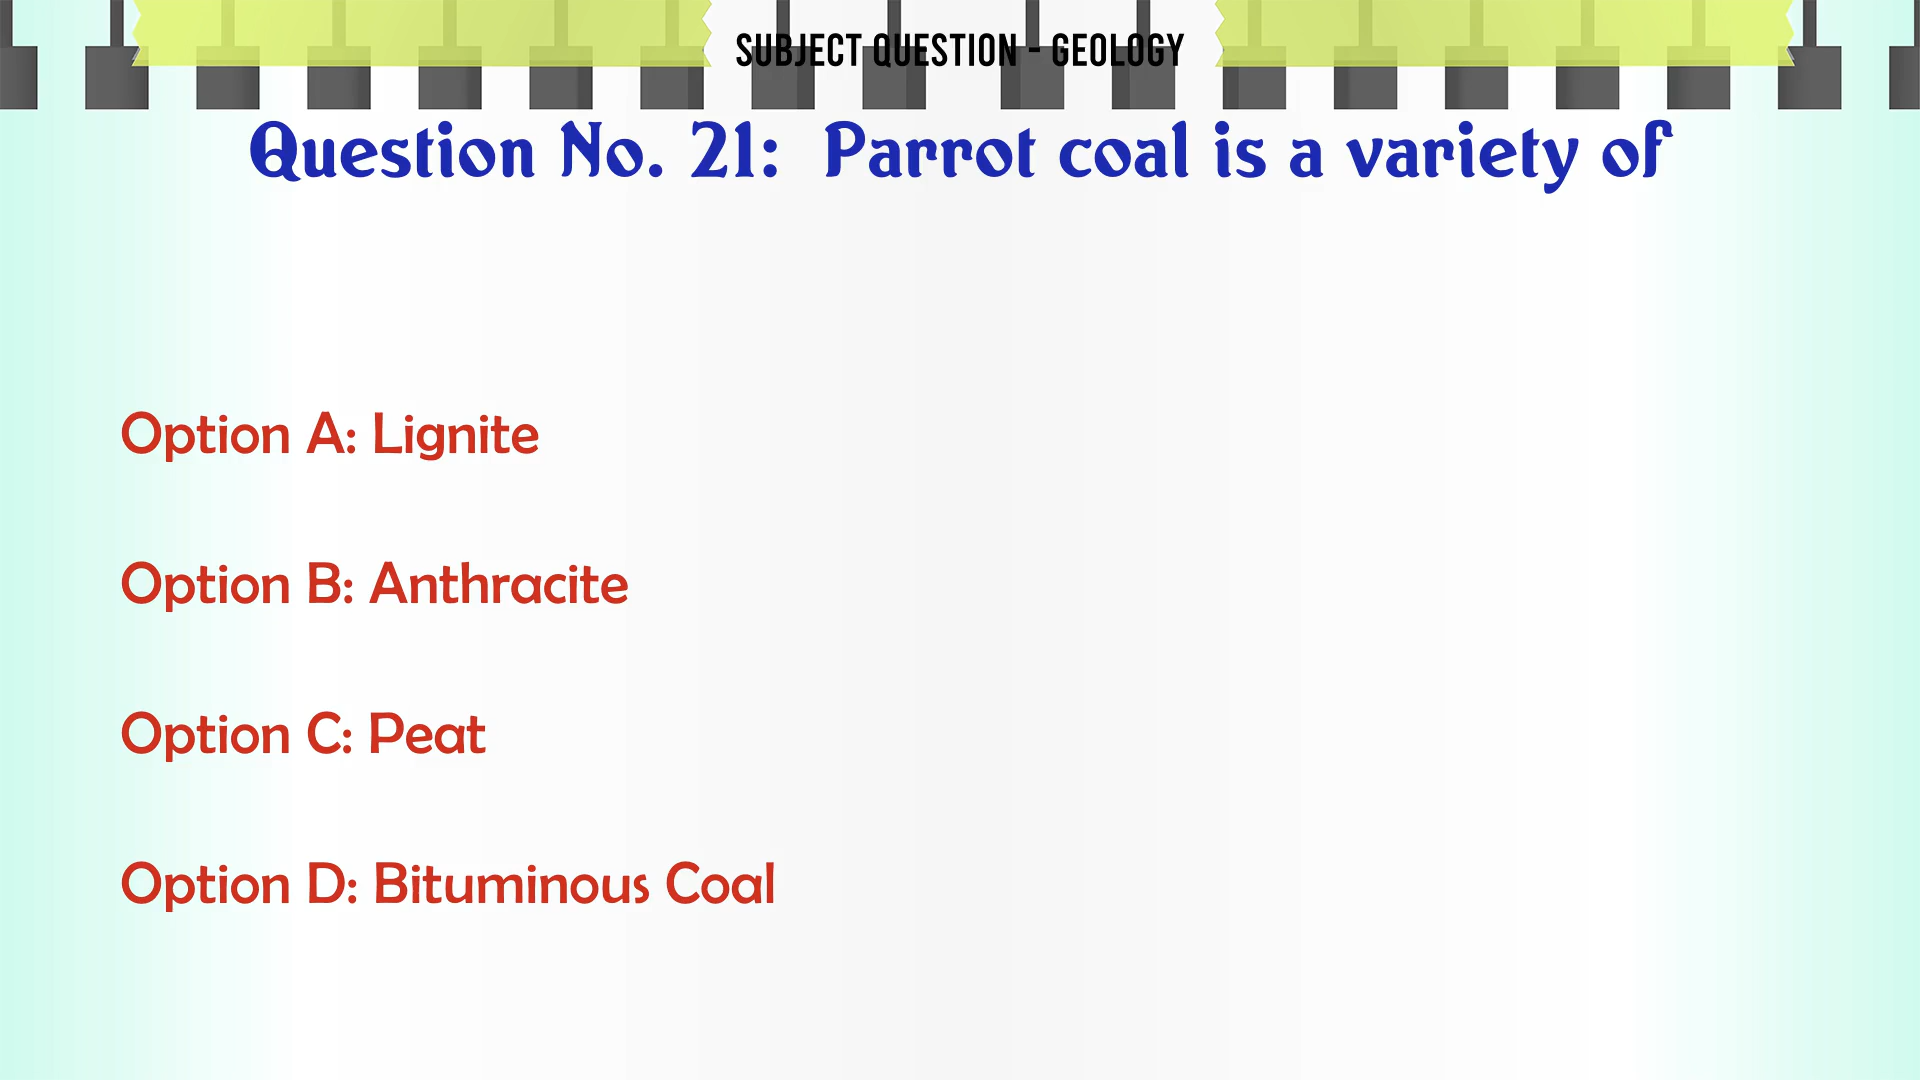 SUBJECT QUESTION - GEOLOGY
Question No. 21: Parrot coal is a variety of
Option A: Lignite
Option B: Anthracite
Option C: Peat
Option D: Bituminous Coal